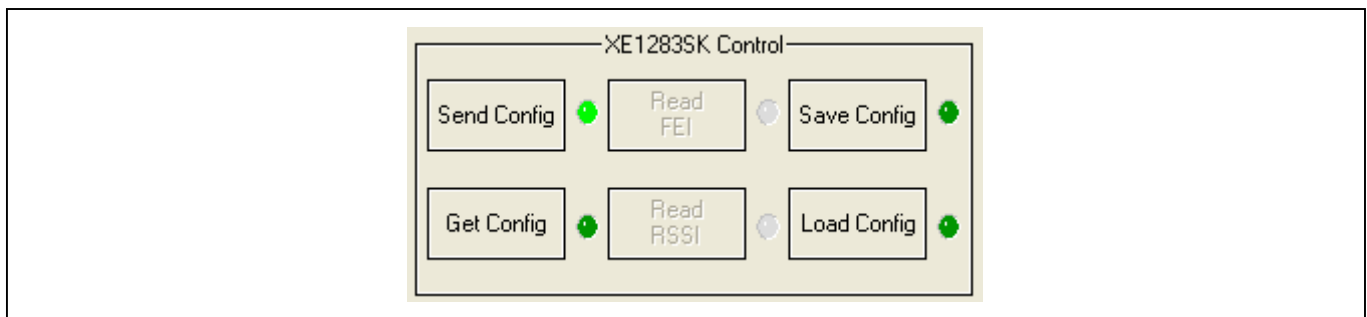 XE1283SK Control
Send Config
Read
FEI
Save Config
Get Config
Read
RSSI
Load Config